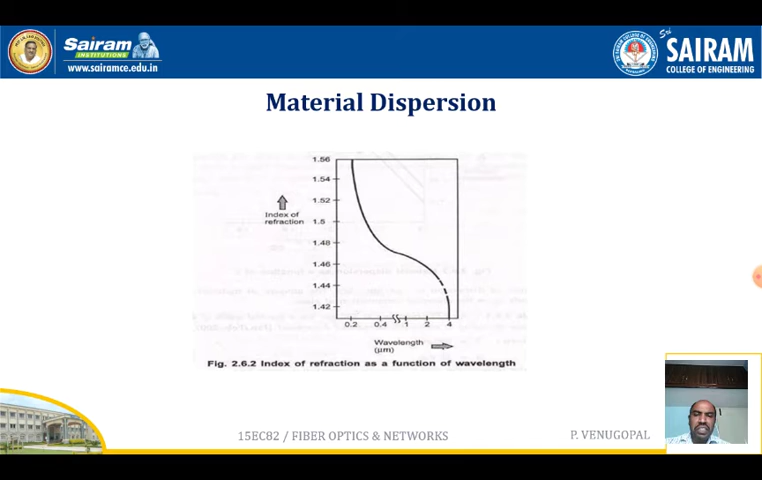 Sairam
INSTITUTIONS
www.sairamce.edu.in
Sri
SAIRAM
COLLEGE OF ENGINEERING
Material Dispersion
1.56
1.54
1.52
Index of
refraction
1.5
1.48
1.46
1.44
1.42
0.2 0.4 1 2 4
Wavelength
(μm)
Fig. 2.6.2 Index of refraction as a function of wavelength
15EC82 / FIBER OPTICS & NETWORKS
P. VENUGOPAL